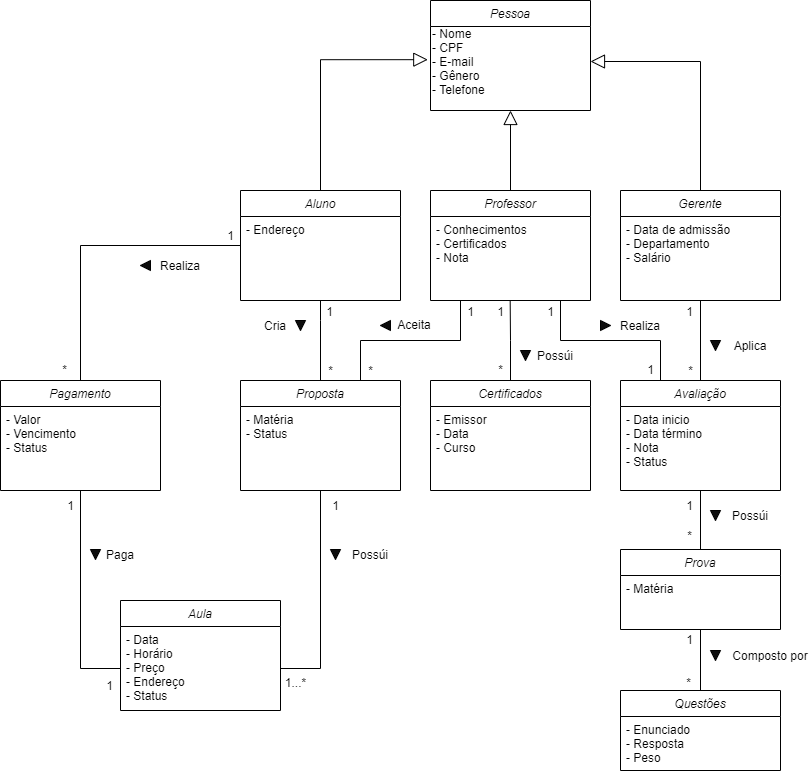 Pessoa
- Nome
- CPF
- E-mail
- Gênero
- Telefone
Aluno
- Endereço
Professor
- Conhecimentos
- Certificados
- Nota
Gerente
- Data de admissão
- Departamento
- Salário
1
Realiza
*
1
Cria
*
1
Aceita
*
1
Possúi
*
1
Realiza
1
1
Aplica
*
Pagamento
- Valor
- Vencimento
- Status
Proposta
- Matéria
- Status
Certificados
- Emissor
- Data
- Curso
Avaliação
- Data inicio
- Data término
- Nota
- Status
1
Paga
1
1
Possúi
1...*
1
Possúi
*
Aula
- Data
- Horário
- Preço
- Endereço
- Status
Prova
- Matéria
1
Composto por
*
Questões
- Enunciado
- Resposta
- Peso